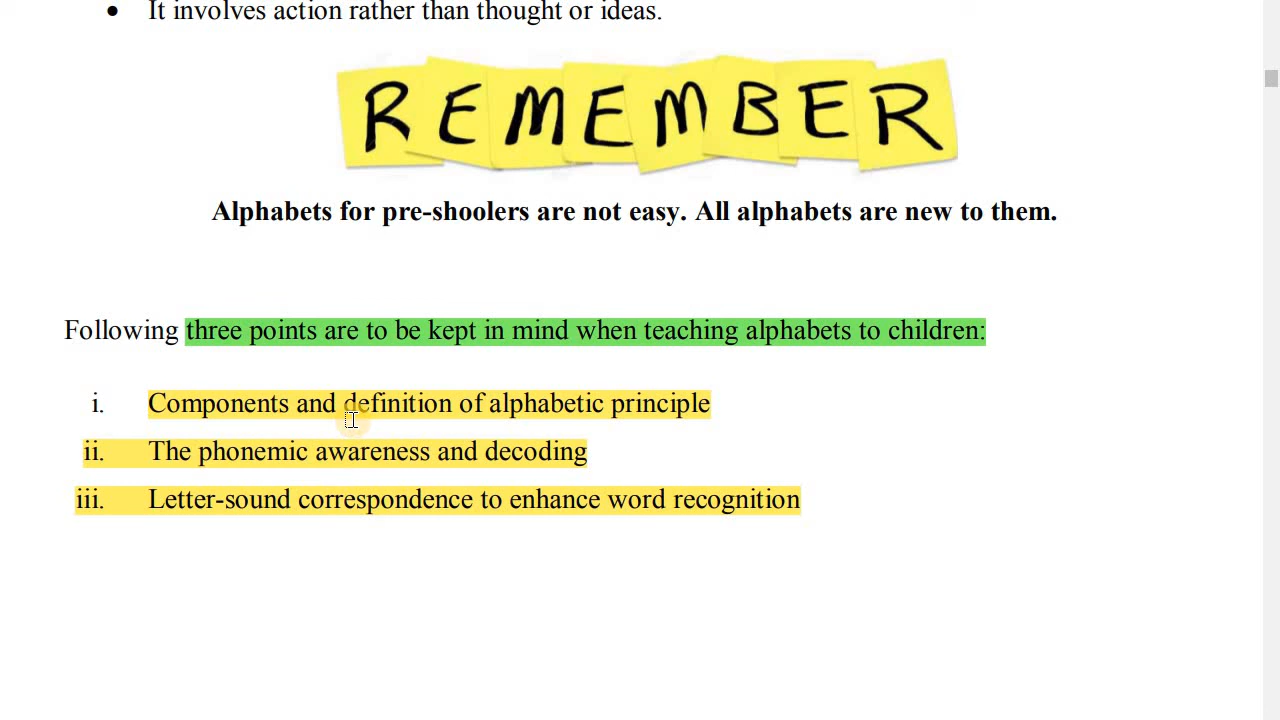 • It involves action rather than thought or ideas.
REMEMBER
Alphabets for pre-shoolers are not easy. All alphabets are new to them.
Following three points are to be kept in mind when teaching alphabets to children:
i. Components and definition of alphabetic principle
ii. The phonemic awareness and decoding
iii. Letter-sound correspondence to enhance word recognition